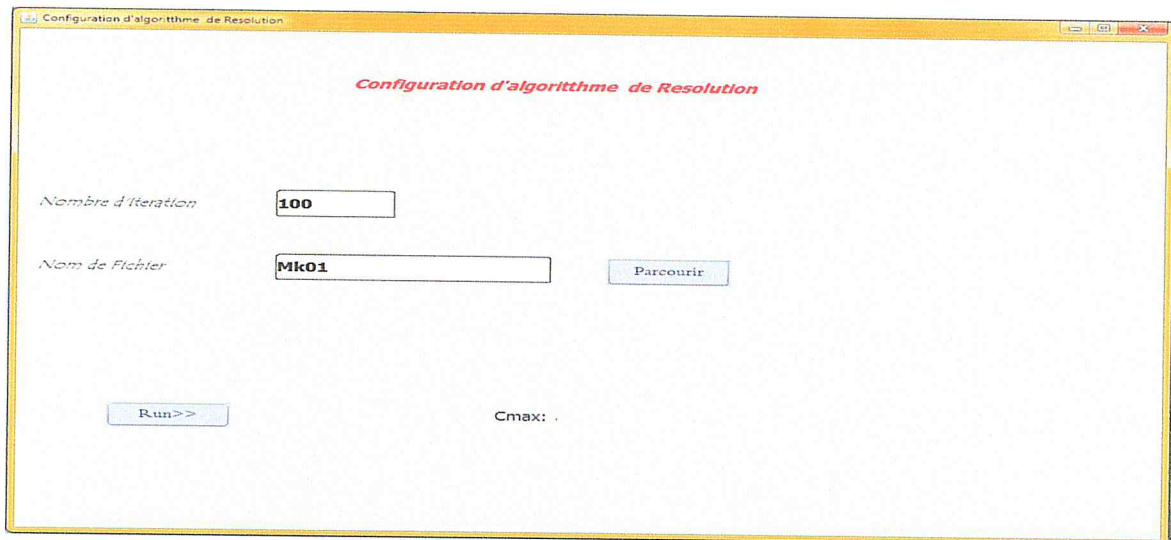 Configuration d'algoritthme de Resolution
Configuration d'algoritthme de Resolution
Nombre d'Iteration 100
Nom de Fichier Mk01 Parcourir
Run>> Cmax: .